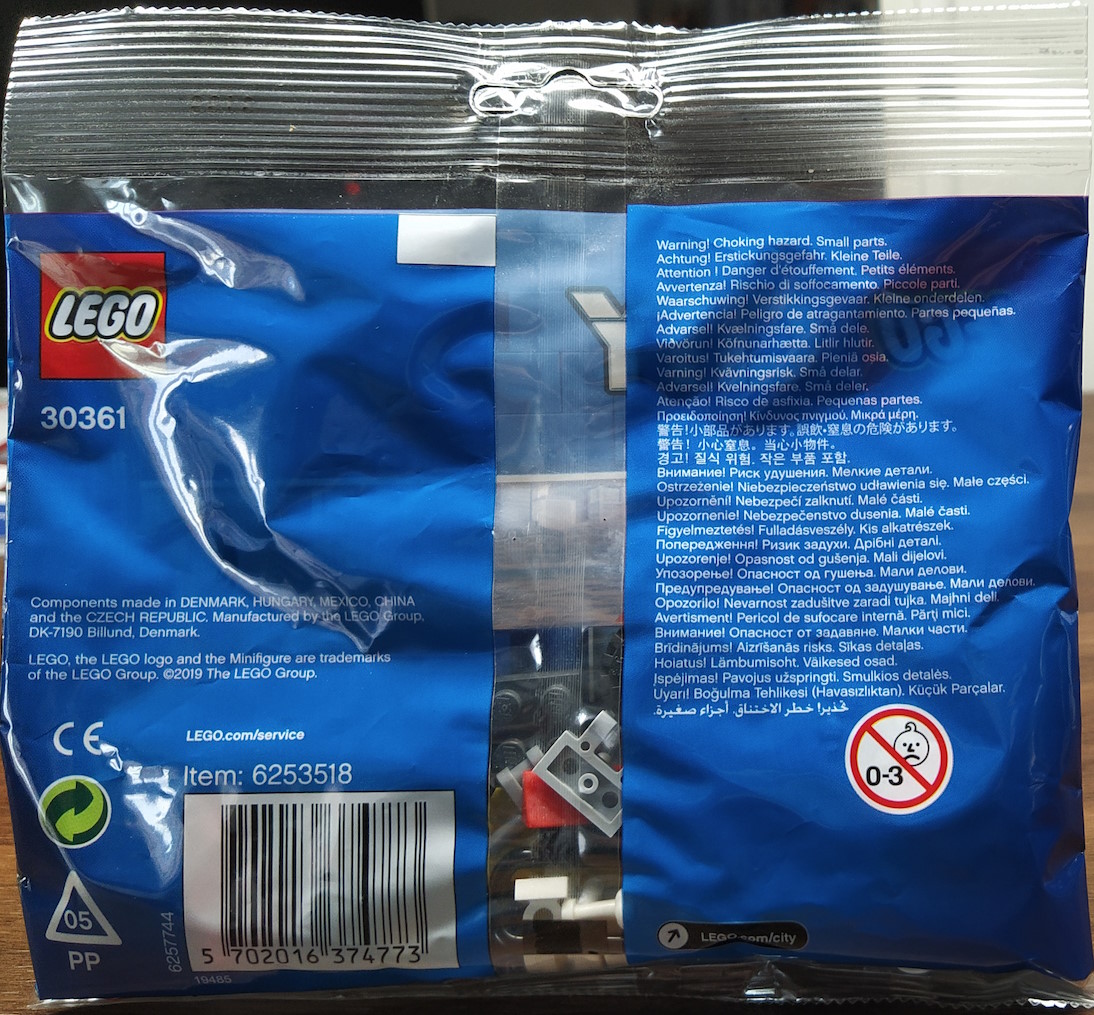 LEGO
30361
Components made in DENMARK, HUNGARY, MEXICO, CHINA
and the CZECH REPUBLIC. Manufactured by the LEGO Group,
DK-7190 Billund, Denmark.
LEGO, the LEGO logo and the Minifigure are trademarks
of the LEGO Group. ©2019 The LEGO Group.
CE
LEGO.com/service
Item: 6253518
05
PP
6257744
5 702016 374773
19485
Warning! Choking hazard. Small parts.
Achtung! Erstickungsgefahr. Kleine Teile.
Attention ! Danger d'étouffement. Petits éléments.
Avvertenza! Rischio di soffocamento. Piccole parti.
Waarschuwing! Verstikkingsgevaar. Kleine onderdelen.
¡Advertencia! Peligro de atragantamiento. Partes pequeñas.
Advarsel! Kvælningsfare. Små dele.
Viðvörun! Köfnunarhætta. Litlir hlutir.
Varoitus! Tukehtumisvaara. Pieniä osia.
Varning! Kvävningsrisk. Små delar.
Advarsel! Kvelningsfare. Små deler.
Atenção! Risco de asfixia. Pequenas partes.
Προειδοποίηση! Κίνδυνος πνιγμού. Μικρά μέρη.
警告!小部品があります。誤飲・窒息の危険があります。
警告！小心窒息。当心小物件。
경고! 질식 위험. 작은 부품 포함.
Внимание! Риск удушения. Мелкие детали.
Ostrzeżenie! Niebezpieczeństwo udławienia się. Małe części.
Upozornění! Nebezpečí zalknutí. Malé části.
Upozornenie! Nebezpečenstvo dusenia. Malé časti.
Figyelmeztetés! Fulladásveszély. Kis alkatrészek.
Попередження! Ризик задухи. Дрібні деталі.
Upozorenje! Opasnost od gušenja. Mali dijelovi.
Упозорење! Опасност од гушења. Мали делови.
Предупредување! Опасност од задушување. Мали делови.
Opozorilo! Nevarnost zadušitve zaradi tujka. Majhni deli.
Avertisment! Pericol de sufocare internă. Părți mici.
Внимание! Опасност от задавяне. Малки части.
Brīdinājums! Aizrīšanās risks. Sīkas detaļas.
Hoiatus! Lämbumisoht. Väikesed osad.
Įspėjimas! Pavojus užspringti. Smulkios detalės.
Uyarı! Boğulma Tehlikesi (Havasızlıktan). Küçük Parçalar.
تحذير! خطر الاختناق. أجزاء صغيرة.
0-3
LEGO.com/city